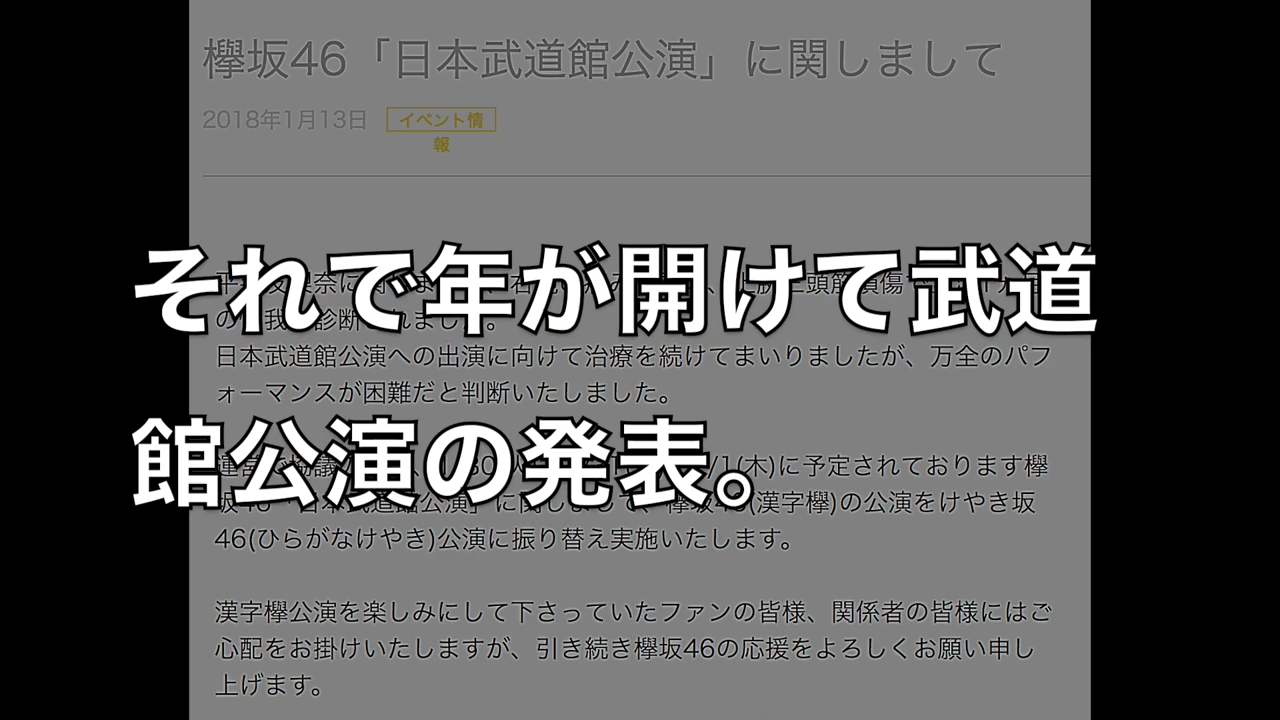 欅坂46「日本武道館公演」に関しまして
2018年1月13日
イベント情
報
それで年が開けて武道
日本武道館公演への出演に向けて治療を続けてまいりましたが、万全のパフ
ォーマンスが困難だと判断いたしました。
館公演の発表。
/1(木)に予定されております欅
(漢字欅)の公演をけやき坂
46(ひらがなけやき)公演に振り替え実施いたします。
漢字欅公演を楽しみにして下さっていたファンの皆様、関係者の皆様にはご
心配をお掛けいたしますが、引き続き欅坂46の応援をよろしくお願い申し
上げます。